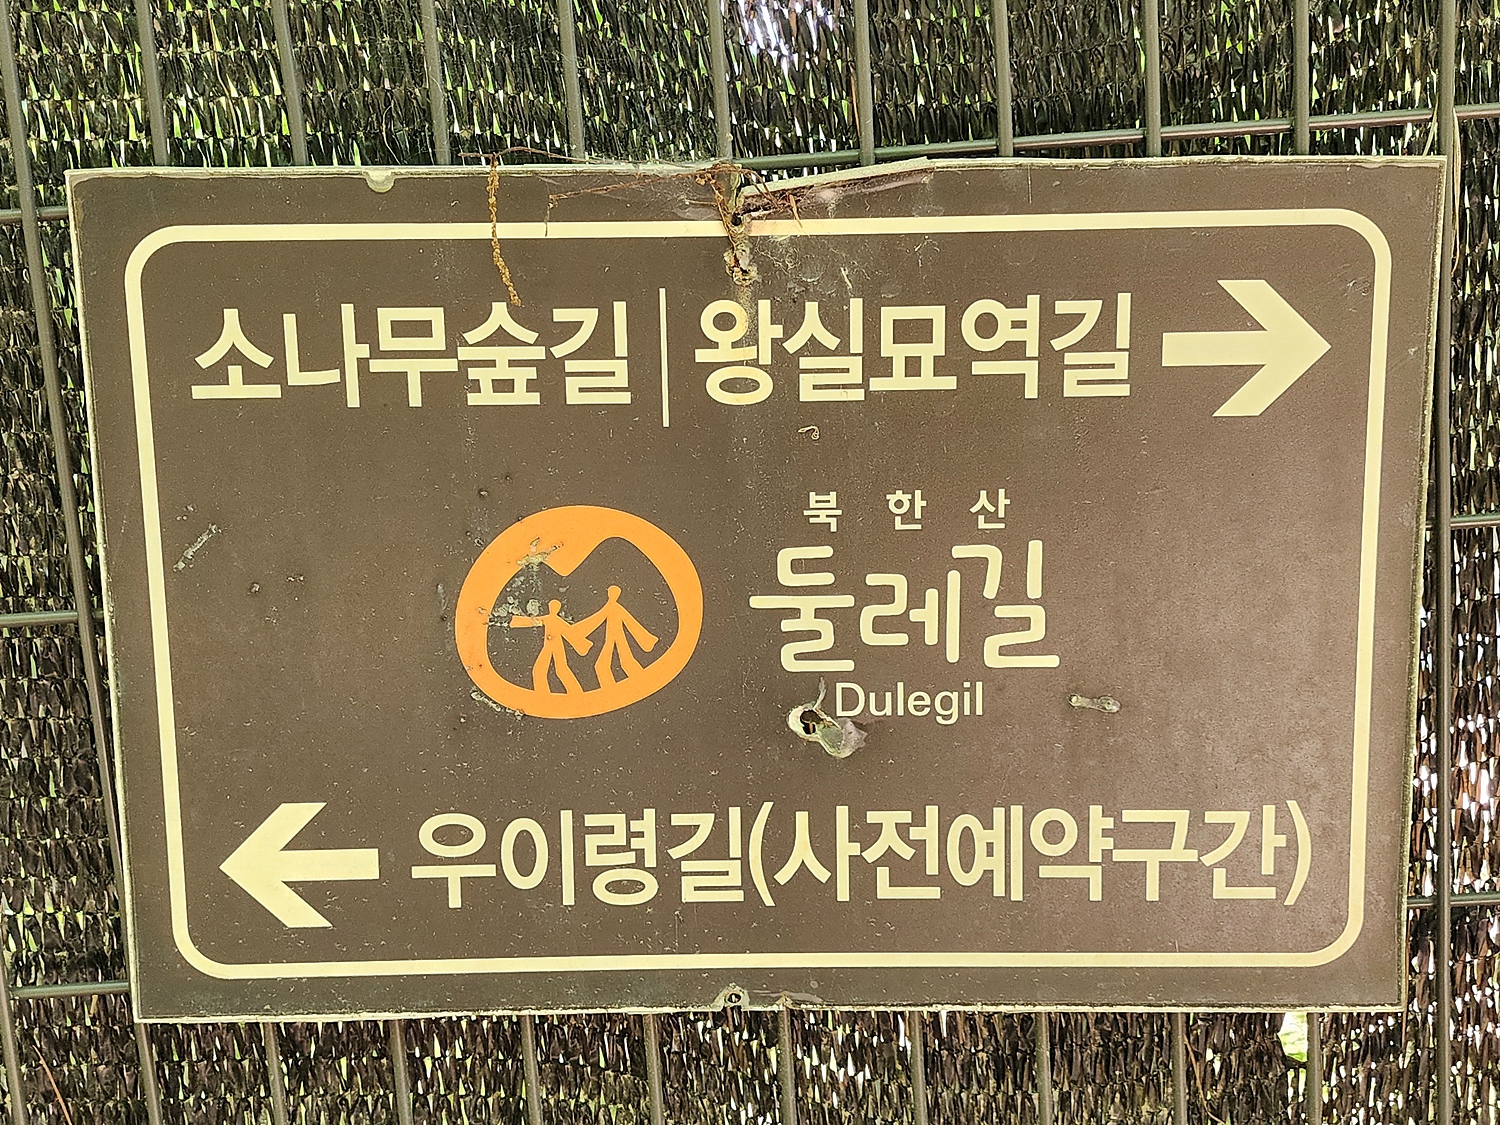 소나무숲길 | 왕실묘역길 →
북한산
둘레길
Dulegil
← 우이령길(사전예약구간)